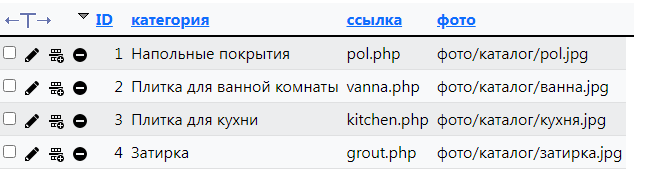 ID категория ссылка фото
1 Напольные покрытия pol.php фото/каталог/pol.jpg
2 Плитка для ванной комнаты vanna.php фото/каталог/ванна.jpg
3 Плитка для кухни kitchen.php фото/каталог/кухня.jpg
4 Затирка grout.php фото/каталог/затирка.jpg